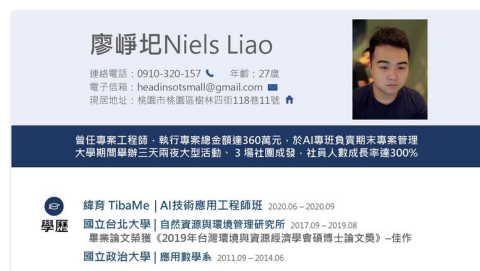 廖崢圯Niels Liao
連絡電話：0910-320-157 年齡：27歲
電子信箱：headinsotsmall@gmail.com
現居地址：桃園市桃園區樹林四街118巷11號
曾任專案工程師，執行專案總金額達360萬元，於AI專班負責期末專案管理
大學期間舉辦三天兩夜大型活動、3 場社團成發，社員人數成長率達300%
學歷
緯育 TibaMe｜AI技術應用工程師班 2020.06 – 2020.09
國立台北大學｜自然資源與環境管理研究所 2017.09 – 2019.08
畢業論文榮獲《2019年台灣環境與資源經濟學會碩博士論文獎》–佳作
國立政治大學｜應用數學系 2011.09 – 2014.06